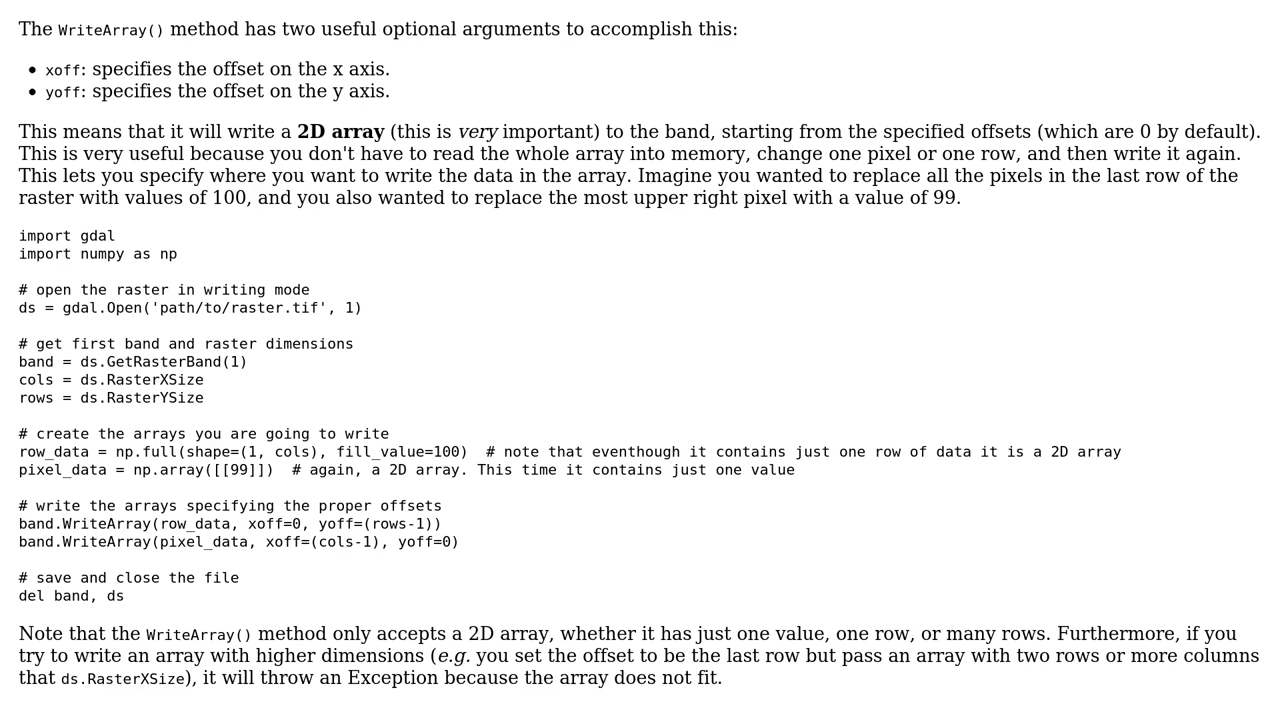 The WriteArray() method has two useful optional arguments to accomplish this:
• xoff: specifies the offset on the x axis.
• yoff: specifies the offset on the y axis.
This means that it will write a 2D array (this is very important) to the band, starting from the specified offsets (which are 0 by default).
This is very useful because you don't have to read the whole array into memory, change one pixel or one row, and then write it again.
This lets you specify where you want to write the data in the array. Imagine you wanted to replace all the pixels in the last row of the
raster with values of 100, and you also wanted to replace the most upper right pixel with a value of 99.
import gdal
import numpy as np
# open the raster in writing mode
ds = gdal.Open('path/to/raster.tif', 1)
# get first band and raster dimensions
band = ds.GetRasterBand(1)
cols = ds.RasterXSize
rows = ds.RasterYSize
# create the arrays you are going to write
row_data = np.full(shape=(1, cols), fill_value=100)  # note that eventhough it contains just one row of data it is a 2D array
pixel_data = np.array([[99]])  # again, a 2D array. This time it contains just one value
# write the arrays specifying the proper offsets
band.WriteArray(row_data, xoff=0, yoff=(rows-1))
band.WriteArray(pixel_data, xoff=(cols-1), yoff=0)
# save and close the file
del band, ds
Note that the WriteArray() method only accepts a 2D array, whether it has just one value, one row, or many rows. Furthermore, if you
try to write an array with higher dimensions (e.g. you set the offset to be the last row but pass an array with two rows or more columns
that ds.RasterXSize), it will throw an Exception because the array does not fit.